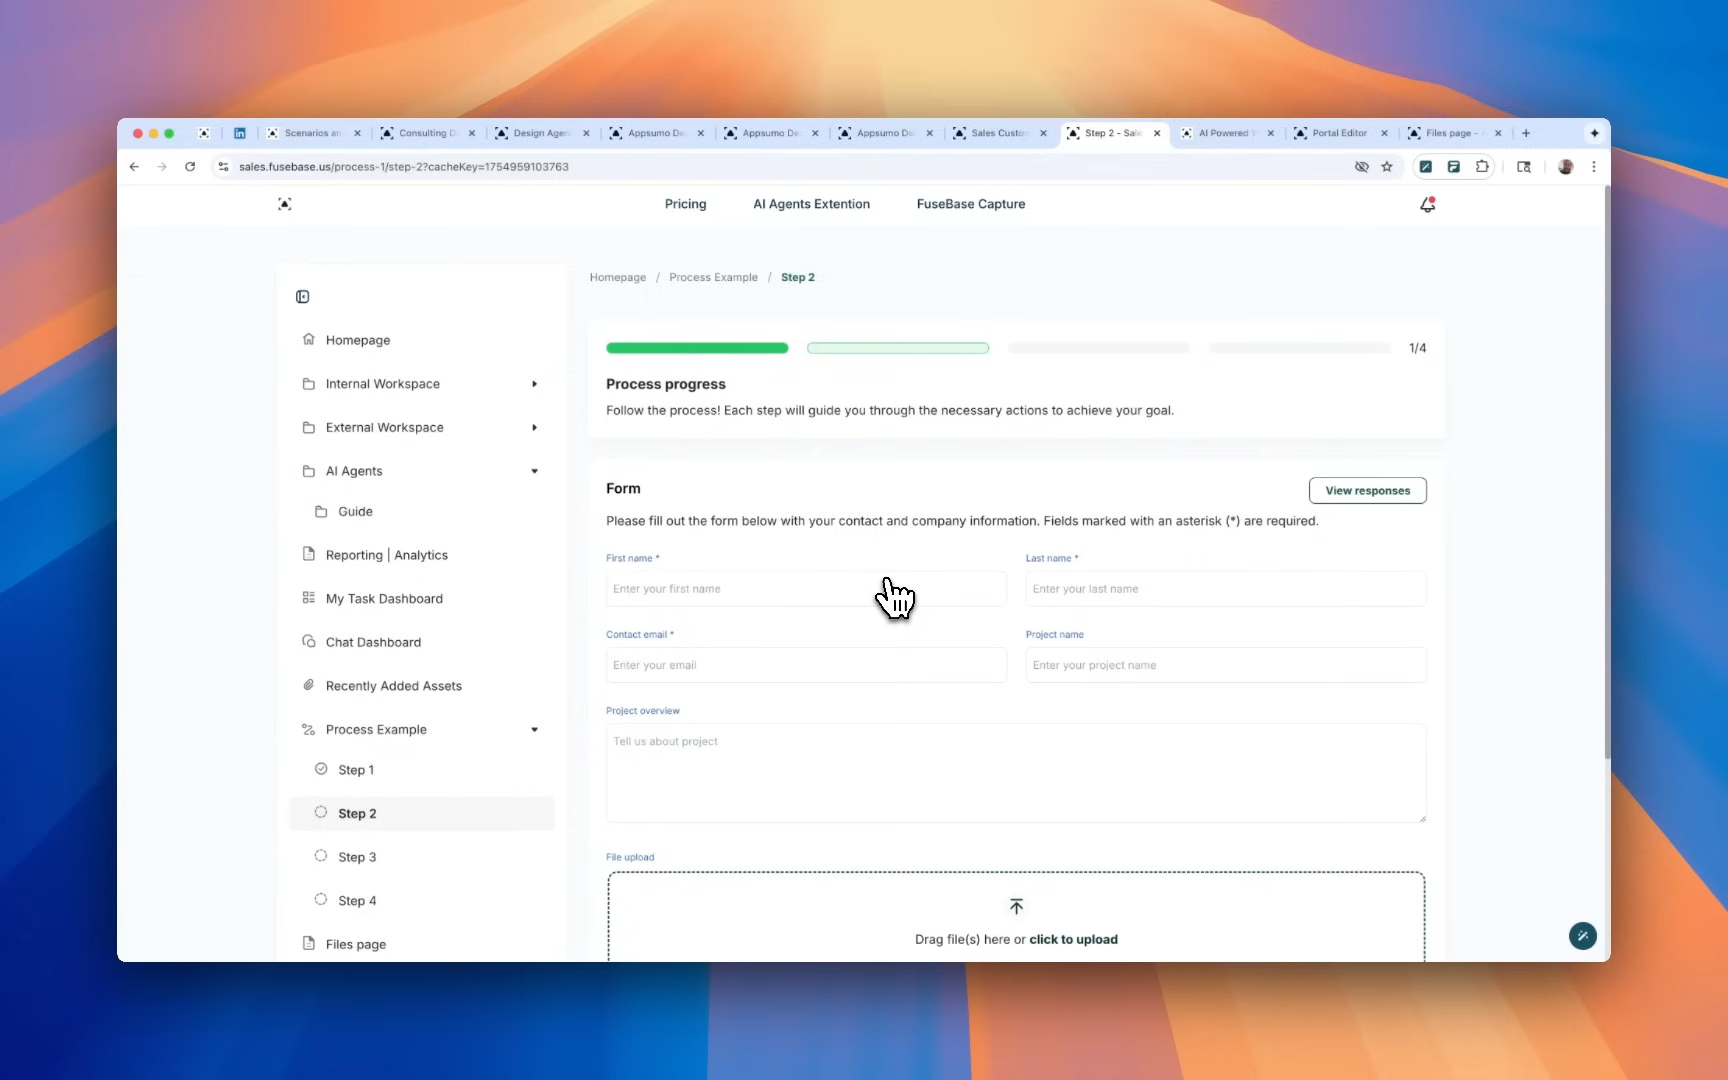 Scenarios an
Consulting D
Design Agen
Appsumo De
Appsumo De
Appsumo De
Sales Custo
Step 2 - Sale
AI Powered
Portal Editor
Files page -
sales.fusebase.us/process-1/step-2?cacheKey=1754959103763
Pricing
AI Agents Extention
FuseBase Capture
Homepage / Process Example / Step 2
Homepage
Internal Workspace
External Workspace
AI Agents
Guide
Reporting | Analytics
My Task Dashboard
Chat Dashboard
Recently Added Assets
Process Example
Step 1
Step 2
Step 3
Step 4
Files page
1/4
Process progress
Follow the process! Each step will guide you through the necessary actions to achieve your goal.
Form
View responses
Please fill out the form below with your contact and company information. Fields marked with an asterisk (*) are required.
First name *
Last name *
Enter your first name
Enter your last name
Contact email *
Project name
Enter your email
Enter your project name
Project overview
Tell us about project
File upload
Drag file(s) here or click to upload